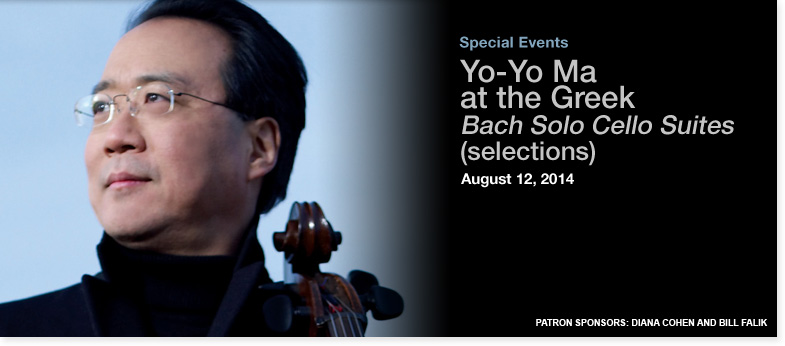 Special Events
Yo-Yo Ma
at the Greek
Bach Solo Cello Suites
(selections)
August 12, 2014
PATRON SPONSORS: DIANA COHEN AND BILL FALIK